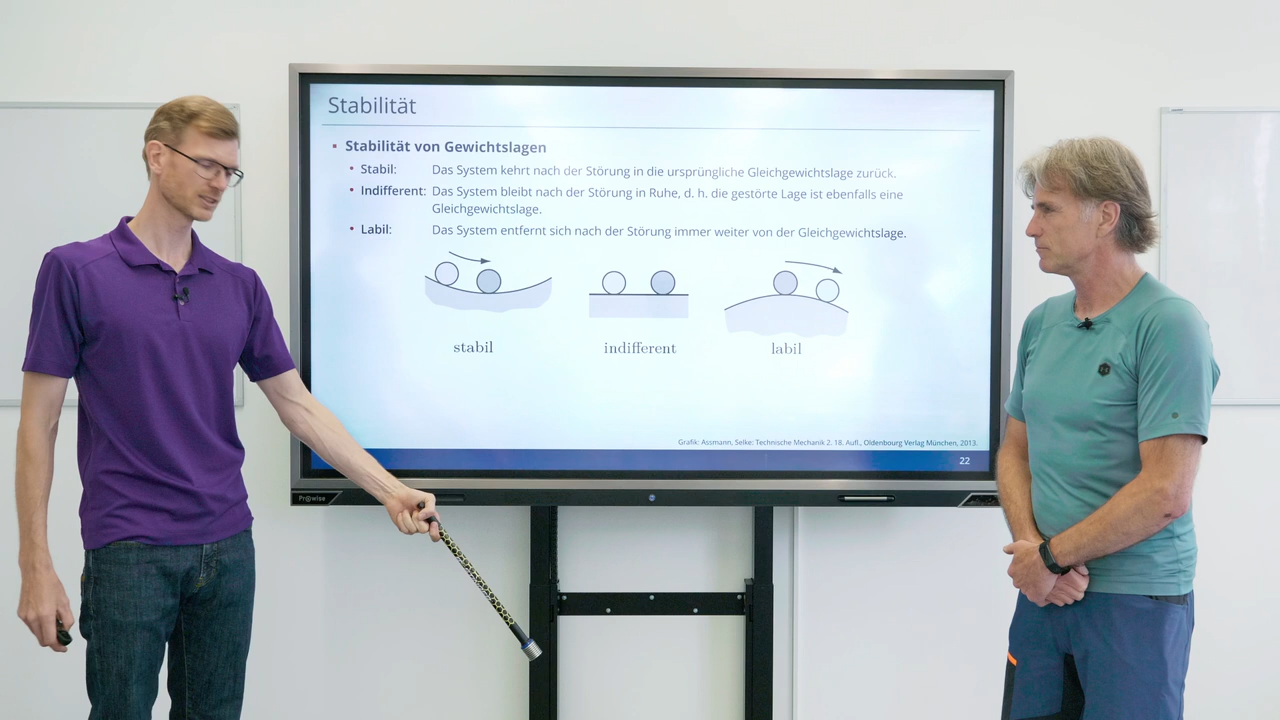 Stabilität
Stabilität von Gewichtslagen
Stabil: Das System kehrt nach der Störung in die ursprüngliche Gleichgewichtslage zurück.
Indifferent: Das System bleibt nach der Störung in Ruhe, d. h. die gestörte Lage ist ebenfalls eine
Gleichgewichtslage.
Labil: Das System entfernt sich nach der Störung immer weiter von der Gleichgewichtslage.
stabil indifferent labil
Grafik: Assmann, Selke: Technische Mechanik 2. 18. Aufl., Oldenbourg Verlag München, 2013.
22
Prowise